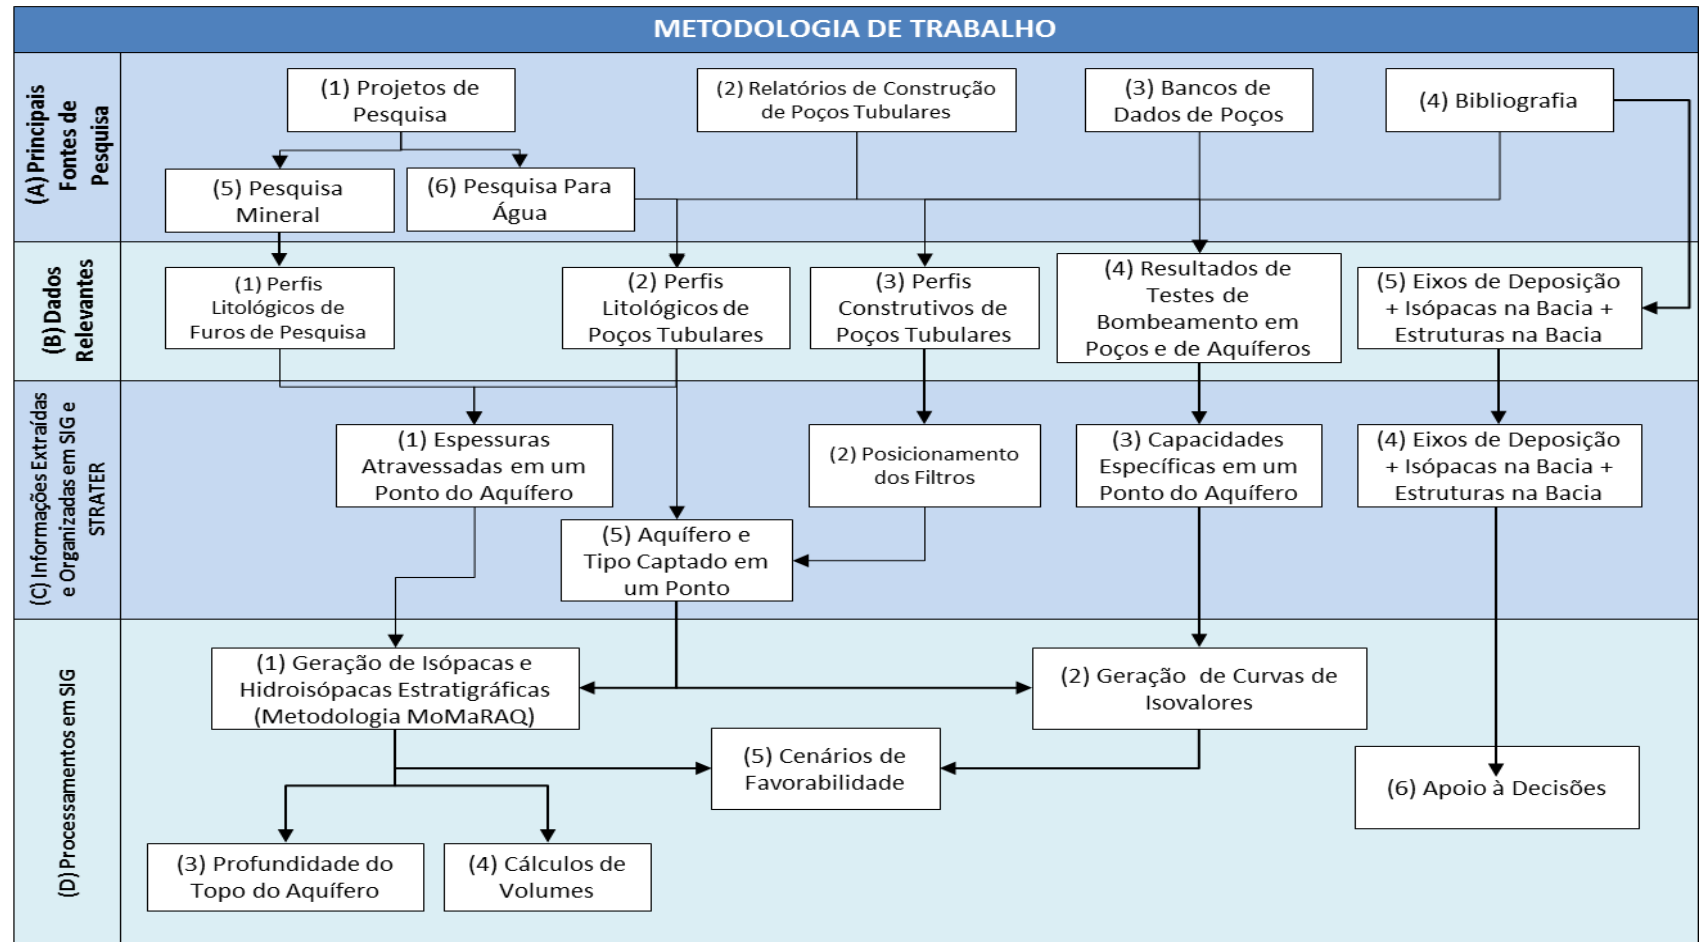 METODOLOGIA DE TRABALHO
(A) Principais
Fontes de
Pesquisa
(1) Projetos de
Pesquisa
(2) Relatórios de Construção
de Poços Tubulares
(3) Bancos de
Dados de Poços
(4) Bibliografia
(5) Pesquisa
Mineral
(6) Pesquisa Para
Água
(B) Dados
Relevantes
(1) Perfis
Litológicos de
Furos de Pesquisa
(2) Perfis
Litológicos de
Poços Tubulares
(3) Perfis
Construtivos de
Poços Tubulares
(4) Resultados de
Testes de
Bombeamento em
Poços e de Aquíferos
(5) Eixos de Deposição
+ Isópacas na Bacia +
Estruturas na Bacia
(C) Informações Extraídas
e Organizadas em SIG e
STRATER
(1) Espessuras
Atravessadas em um
Ponto do Aquífero
(2) Posicionamento
dos Filtros
(3) Capacidades
Específicas em um
Ponto do Aquífero
(4) Eixos de Deposição
+ Isópacas na Bacia +
Estruturas na Bacia
(5) Aquífero e
Tipo Captado em
um Ponto
(D) Processamentos em SIG
(1) Geração de Isópacas e
Hidroisópacas Estratigráficas
(Metodologia MoMaRAQ)
(2) Geração de Curvas de
Isovalores
(5) Cenários de
Favorabilidade
(6) Apoio à Decisões
(3) Profundidade do
Topo do Aquífero
(4) Cálculos de
Volumes